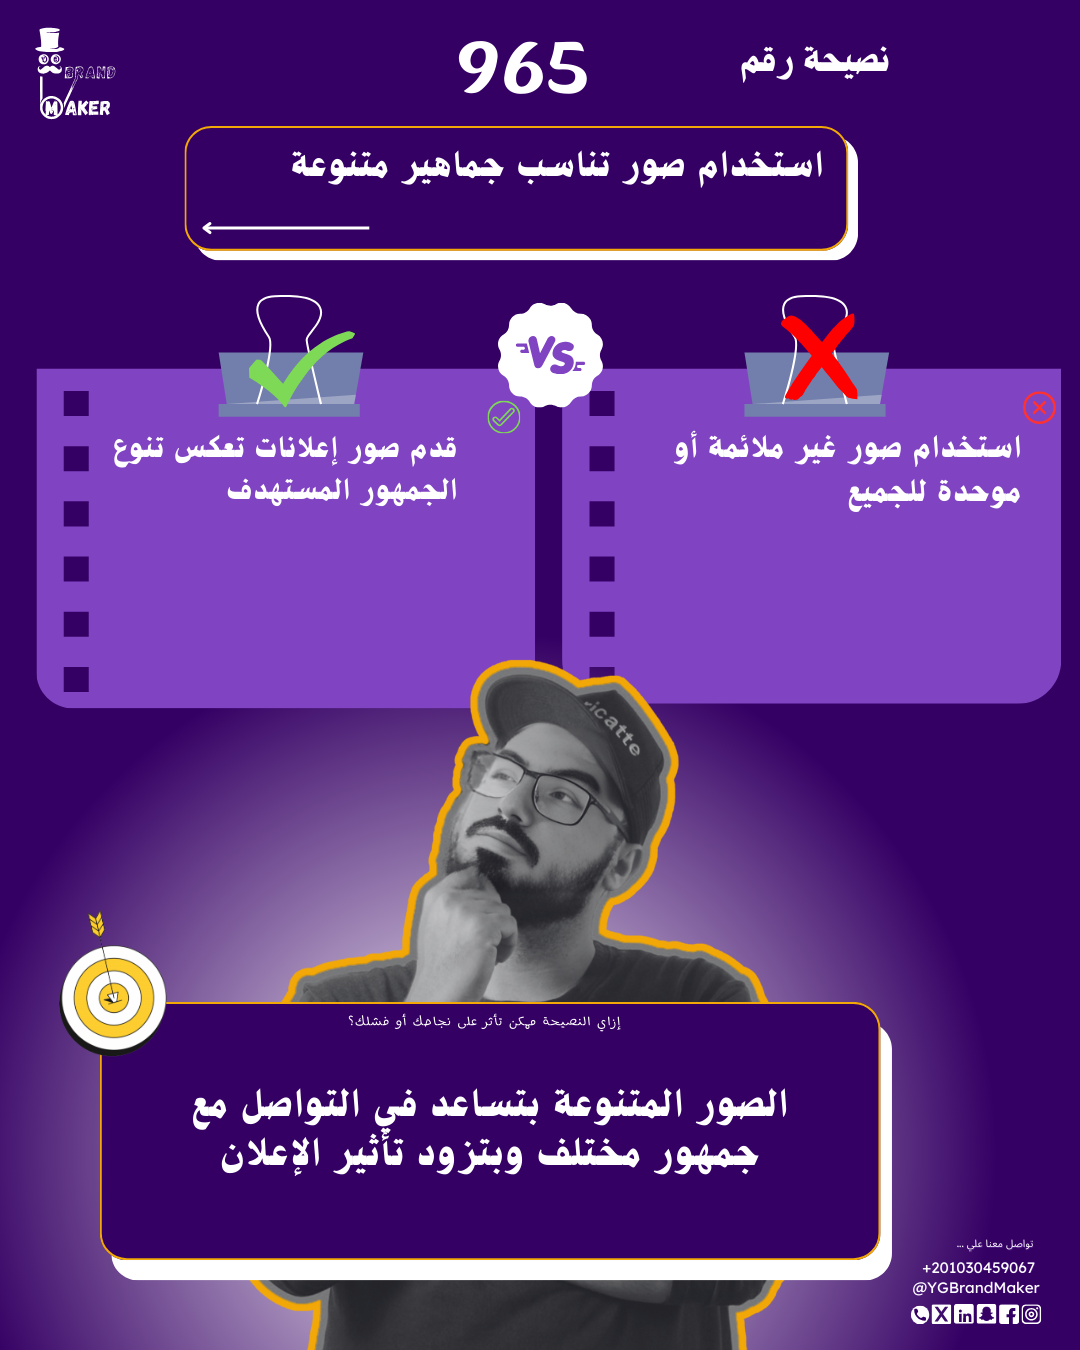 BRAND
MAKER
نصيحة رقم
965
استخدام صور تناسب جماهير متنوعة
VS
استخدام صور غير ملائمة أو
موحدة للجميع
قدم صور إعلانات تعكس تنوع
الجمهور المستهدف
icatte
إزاي النصيحة ممكن تأثر على نجاحك أو فشلك؟
الصور المتنوعة بتساعد في التواصل مع
جمهور مختلف وبتزود تأثير الإعلان
تواصل معنا علي ...
+201030459067
@YGBrandMaker